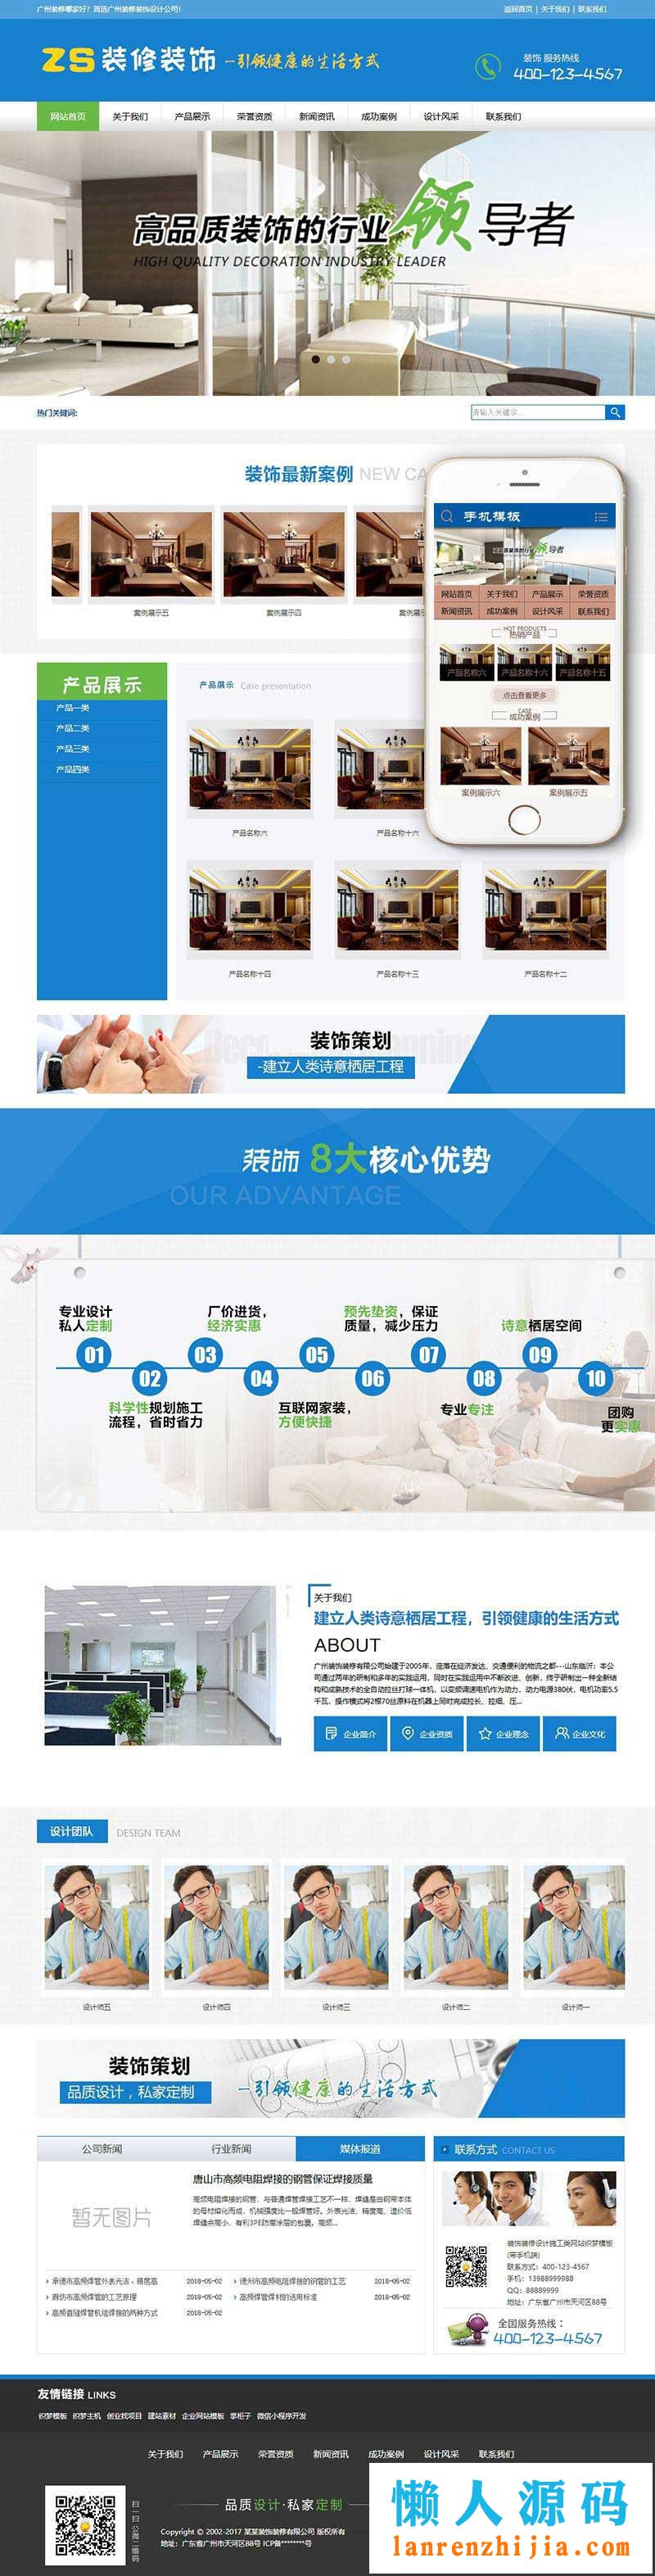 广州装修哪家好？首选广州装修装饰设计公司！
返回首页 | 关于我们 | 联系我们
ZS 装修装饰 —引领健康的生活方式
装饰 服务热线
400-123-4567
网站首页 关于我们 产品展示 荣誉资质 新闻资讯 成功案例 设计风采 联系我们
高品质装饰的行业领导者
HIGH QUALITY DECORATION INDUSTRY LEADER
热门关键词:
请输入关键字...
装饰最新案例 NEW CA
案例展示五 案例展示四 案例展
手机模板
高品质装饰的行业领导者
网站首页 关于我们 产品展示 荣誉资质
新闻资讯 成功案例 设计风采 联系我们
HOT PRODUCTS
热销产品
产品名称六 产品名称十六 产品名称十五
点击查看更多
CASE
成功案例
案例展示六 案例展示五
产品展示
产品一类
产品二类
产品三类
产品四类
产品展示 Case presentation
产品名称六 产品名称十六
产品名称十四 产品名称十三 产品名称十二
装饰策划
-建立人类诗意栖居工程
装饰 8大核心优势
OUR ADVANTAGE
专业设计
私人定制
厂价进货，
经济实惠
预先垫资，保证
质量，减少压力
诗意栖居空间
01 02 03 04 05 06 07 08 09 10
科学性规划施工
流程，省时省力
互联网家装，
方便快捷
专业专注
团购
更实惠
关于我们
建立人类诗意栖居工程，引领健康的生活方式
ABOUT
广州装饰装修有限公司始建于2005年，座落在经济发达、交通便利的物流之都---山东临沂；本公
司通过两年的研制和多年的实践运用，同时在实践运用中不断改进、创新，终于研制出一种全新结
构和成熟技术的全自动拉丝打球一体机，以变频调速电机作为动力，动力电源380伏，电机功率5.5
千瓦、操作模式将2根70丝原料在机器上同时完成拉长、拉细、压...
企业简介 企业资质 企业理念 企业文化
设计团队 DESIGN TEAM
设计师五 设计师四 设计师三 设计师二 设计师一
装饰策划
品质设计，私家定制
—引领健康的生活方式
公司新闻 行业新闻 媒体报道
暂无图片
唐山市高频电阻焊接的钢管保证焊接质量
高频电阻焊接的钢管，与普通焊管焊接工艺不一样，焊缝是由钢带本体
的母材熔化而成，机械强度比一般焊管好。外表光洁、精度高、造价低
焊缝余高小，有利3PE防腐涂层的包覆。高频...
承德市高频焊管外表光洁、精度高 2018-05-02
德州市高频电阻焊接的钢管的工艺 2018-05-02
廊坊市高频焊管的工艺原理 2018-05-02
高频焊管焊材的选用标准 2018-05-02
高频直缝焊管机组焊接的两种方式 2018-05-02
联系方式 CONTACT US
装饰装修设计施工类网站织梦模板
(带手机端)
联系方式：400-123-4567
手机：13988999988
QQ：88889999
地址：广东省广州市天河区88号
全国服务热线：
400-123-4567
友情链接 LINKS
织梦模板 织梦主机 创业找项目 建站素材 企业网站模板 掌柜子 微信小程序开发
关于我们 产品展示 荣誉资质 新闻资讯 成功案例 设计风采 联系我们
扫一扫公微二维码
品质设计·私家定制
Copyright © 2002-2017 某某装饰装修有限公司 版权所有
地址：广东省广州市天河区88号 ICP备********号
懒人源码
lanrenzhijia.com